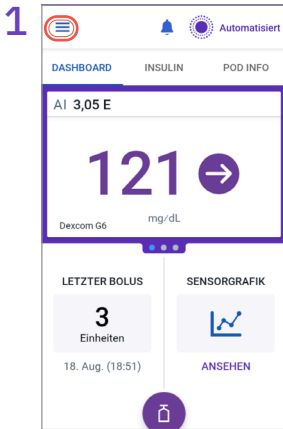 1
Automatisiert
DASHBOARD INSULIN POD INFO
AI 3,05 E
121
mg/dL
Dexcom G6
LETZTER BOLUS SENSORGRAFIK
3
Einheiten
18. Aug. (18:51) ANSEHEN